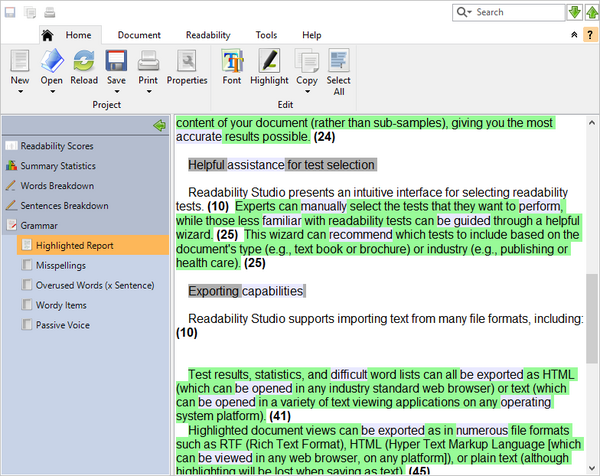 Search
Home Document Readability Tools Help
?
New Open Reload Save Print Properties Font Highlight Copy Select All
Project Edit
Readability Scores
Summary Statistics
Words Breakdown
Sentences Breakdown
Grammar
Highlighted Report
Misspellings
Overused Words (x Sentence)
Wordy Items
Passive Voice
content of your document (rather than sub-samples), giving you the most
accurate results possible. (24)
Helpful assistance for test selection
Readability Studio presents an intuitive interface for selecting readability
tests. (10) Experts can manually select the tests that they want to perform,
while those less familiar with readability tests can be guided through a helpful
wizard. (25) This wizard can recommend which tests to include based on the
document's type (e.g., text book or brochure) or industry (e.g., publishing or
health care). (25)
Exporting capabilities
Readability Studio supports importing text from many file formats, including:
(10)
Test results, statistics, and difficult word lists can all be exported as HTML
(which can be opened in any industry standard web browser) or text (which
can be opened in a variety of text viewing applications on any operating
system platform). (41)
Highlighted document views can be exported as in numerous file formats
such as RTF (Rich Text Format), HTML (Hyper Text Markup Language [which
can be viewed in any web browser, on any platform]), or plain text (although
highlighting will be lost when saving as text). (45)